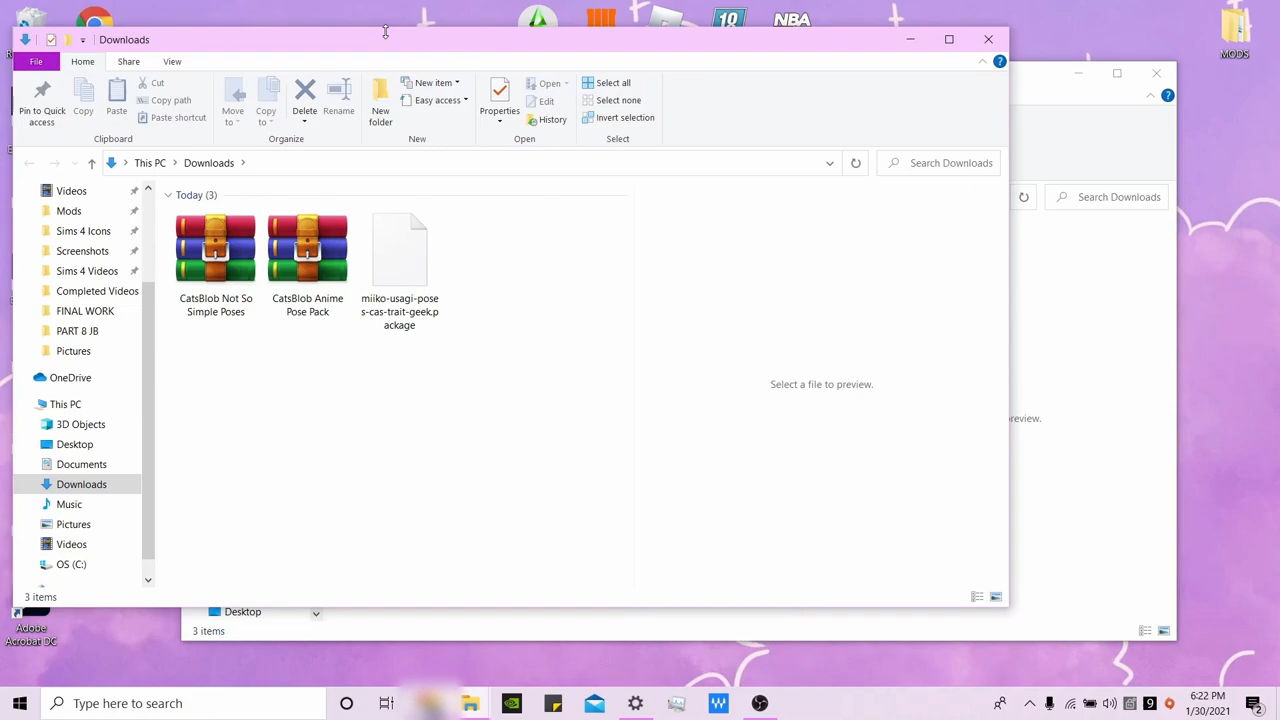 10
NBA
MODS
Downloads
File
Home
Share
View
Pin to Quick
access
Copy
Paste
Cut
Copy path
Paste shortcut
Clipboard
Move
to
Copy
to
Delete
Rename
Organize
New
folder
New item
Easy access
New
Properties
Open
Edit
History
Open
Select all
Select none
Invert selection
Select
This PC
Downloads
Search Downloads
Search Downloads
Videos
Mods
Sims 4 Icons
Screenshots
Sims 4 Videos
Completed Videos
FINAL WORK
PART 8 JB
Pictures
OneDrive
This PC
3D Objects
Desktop
Documents
Downloads
Music
Pictures
Videos
OS (C:)
Today (3)
CatsBlob Not So
Simple Poses
CatsBlob Anime
Pose Pack
miiko-usagi-pose
s-cas-trait-geek.p
ackage
Select a file to preview.
preview.
3 items
Desktop
3 items
Adobe
Acrobat DC
Type here to search
9
6:22 PM
1/30/2021
2